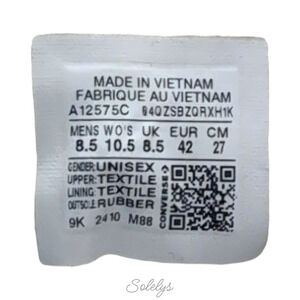 MADE IN VIETNAM
FABRIQUE AU VIETNAM
A12575C 94QZSBZQRXH1K
MENS WO'S UK EUR CM
8.5 10.5 8.5 42 27
GENDER: UNISEX
UPPER: TEXTILE
LINING: TEXTILE
OUTSOLE: RUBBER
CONVERSE
9K 2410 M88
Solelys